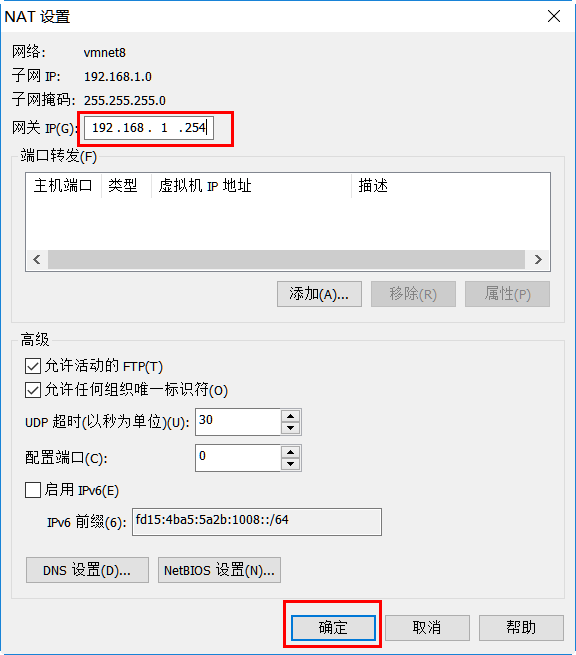 NAT 设置
网络: vmnet8
子网 IP: 192.168.1.0
子网掩码: 255.255.255.0
网关 IP(G): 192 . 168 . 1 . 254
端口转发(F)
主机端口 类型 虚拟机 IP 地址 描述
添加(A)... 移除(R) 属性(P)
高级
允许活动的 FTP(T)
允许任何组织唯一标识符(O)
UDP 超时(以秒为单位)(U): 30
配置端口(C): 0
启用 IPv6(E)
IPv6 前缀(6): fd15:4ba5:5a2b:1008::/64
DNS 设置(D)... NetBIOS 设置(N)...
确定 取消 帮助